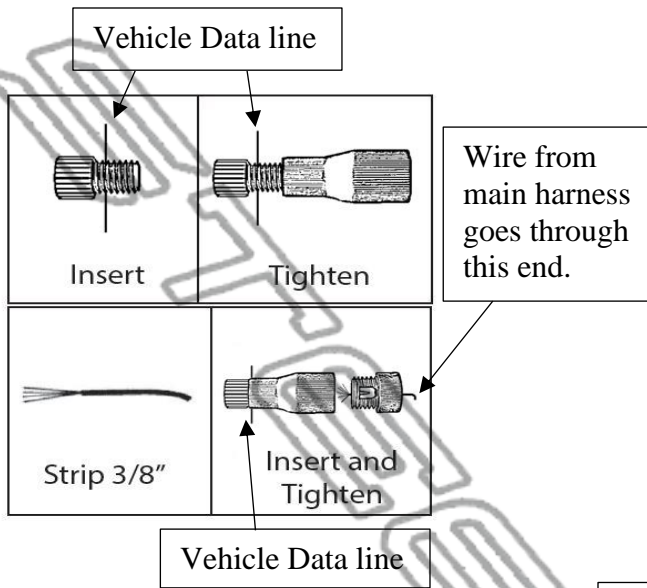 Vehicle Data line
Insert
Tighten
Wire from
main harness
goes through
this end.
Strip 3/8"
Insert and
Tighten
Vehicle Data line